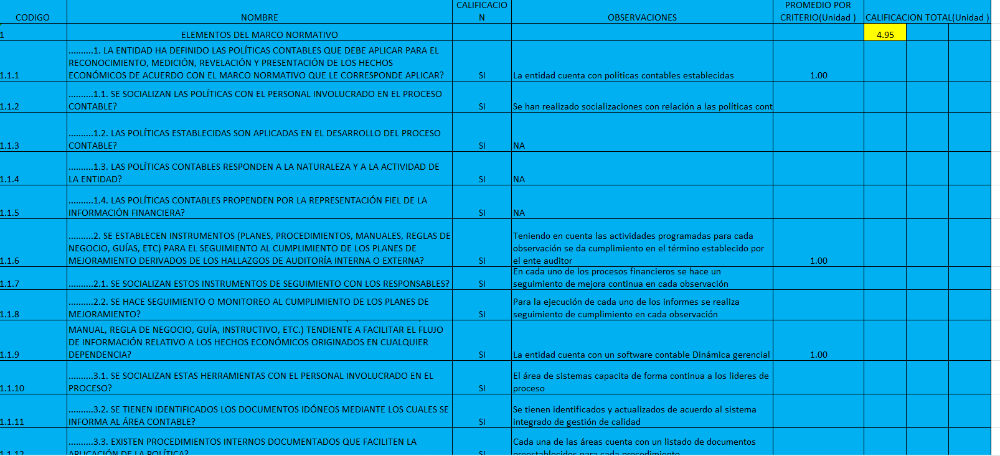 CODIGO
NOMBRE
CALIFICACIO
N
OBSERVACIONES
PROMEDIO POR
CRITERIO(Unidad )
CALIFICACION TOTAL(Unidad )
1
ELEMENTOS DEL MARCO NORMATIVO
4.95
1.1.1
..........1. LA ENTIDAD HA DEFINIDO LAS POLÍTICAS CONTABLES QUE DEBE APLICAR PARA EL
RECONOCIMIENTO, MEDICIÓN, REVELACIÓN Y PRESENTACIÓN DE LOS HECHOS
ECONÓMICOS DE ACUERDO CON EL MARCO NORMATIVO QUE LE CORRESPONDE APLICAR?
SI
La entidad cuenta con políticas contables establecidas
1.00
1.1.2
..........1.1. SE SOCIALIZAN LAS POLÍTICAS CON EL PERSONAL INVOLUCRADO EN EL PROCESO
CONTABLE?
SI
Se han realizado socializaciones con relación a las políticas cont
1.1.3
..........1.2. LAS POLÍTICAS ESTABLECIDAS SON APLICADAS EN EL DESARROLLO DEL PROCESO
CONTABLE?
SI
NA
1.1.4
..........1.3. LAS POLÍTICAS CONTABLES RESPONDEN A LA NATURALEZA Y A LA ACTIVIDAD DE
LA ENTIDAD?
SI
NA
1.1.5
..........1.4. LAS POLÍTICAS CONTABLES PROPENDEN POR LA REPRESENTACIÓN FIEL DE LA
INFORMACIÓN FINANCIERA?
SI
NA
1.1.6
..........2. SE ESTABLECEN INSTRUMENTOS (PLANES, PROCEDIMIENTOS, MANUALES, REGLAS DE
NEGOCIO, GUÍAS, ETC) PARA EL SEGUIMIENTO AL CUMPLIMIENTO DE LOS PLANES DE
MEJORAMIENTO DERIVADOS DE LOS HALLAZGOS DE AUDITORÍA INTERNA O EXTERNA?
SI
Teniendo en cuenta las actividades programadas para cada
observación se da cumplimiento en el término establecido por
el ente auditor
1.00
1.1.7
..........2.1. SE SOCIALIZAN ESTOS INSTRUMENTOS DE SEGUIMIENTO CON LOS RESPONSABLES?
SI
En cada uno de los procesos financieros se hace un
seguimiento de mejora continua en cada observación
1.1.8
..........2.2. SE HACE SEGUIMIENTO O MONITOREO AL CUMPLIMIENTO DE LOS PLANES DE
MEJORAMIENTO?
SI
Para la ejecución de cada uno de los informes se realiza
seguimiento de cumplimiento en cada observación
1.1.9
MANUAL, REGLA DE NEGOCIO, GUÍA, INSTRUCTIVO, ETC.) TENDIENTE A FACILITAR EL FLUJO
DE INFORMACIÓN RELATIVO A LOS HECHOS ECONÓMICOS ORIGINADOS EN CUALQUIER
DEPENDENCIA?
SI
La entidad cuenta con un software contable Dinámica gerencial
1.00
1.1.10
..........3.1. SE SOCIALIZAN ESTAS HERRAMIENTAS CON EL PERSONAL INVOLUCRADO EN EL
PROCESO?
SI
El área de sistemas capacita de forma continua a los lideres de
proceso
1.1.11
..........3.2. SE TIENEN IDENTIFICADOS LOS DOCUMENTOS IDÓNEOS MEDIANTE LOS CUALES SE
INFORMA AL ÁREA CONTABLE?
SI
Se tienen identificados y actualizados de acuerdo al sistema
integrado de gestión de calidad
1.1.12
..........3.3. EXISTEN PROCEDIMIENTOS INTERNOS DOCUMENTADOS QUE FACILITEN LA
APLICACIÓN DE LA POLÍTICA?
SI
Cada una de las áreas cuenta con un listado de documentos
preestablecidos para cada procedimiento